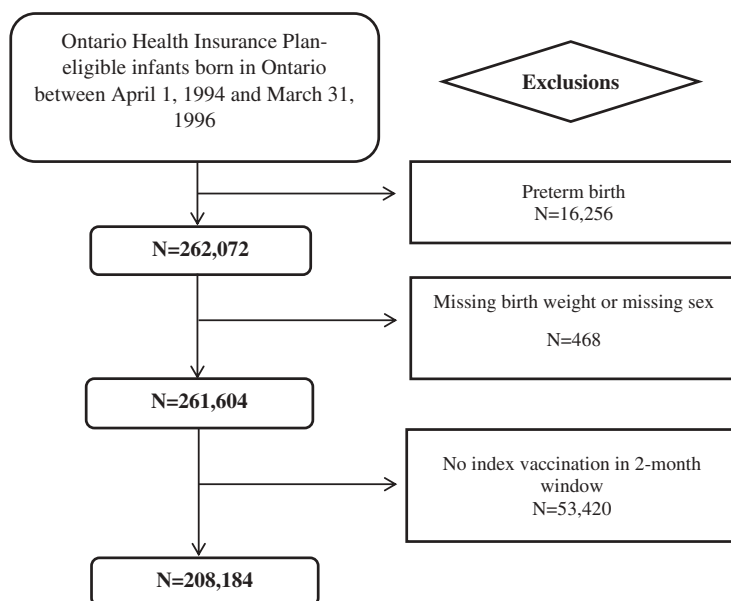 Ontario Health Insurance Plan-
eligible infants born in Ontario
between April 1, 1994 and March 31,
1996
Exclusions
Preterm birth
N=16,256
N=262,072
Missing birth weight or missing sex
N=468
N=261,604
No index vaccination in 2-month
window
N=53,420
N=208,184